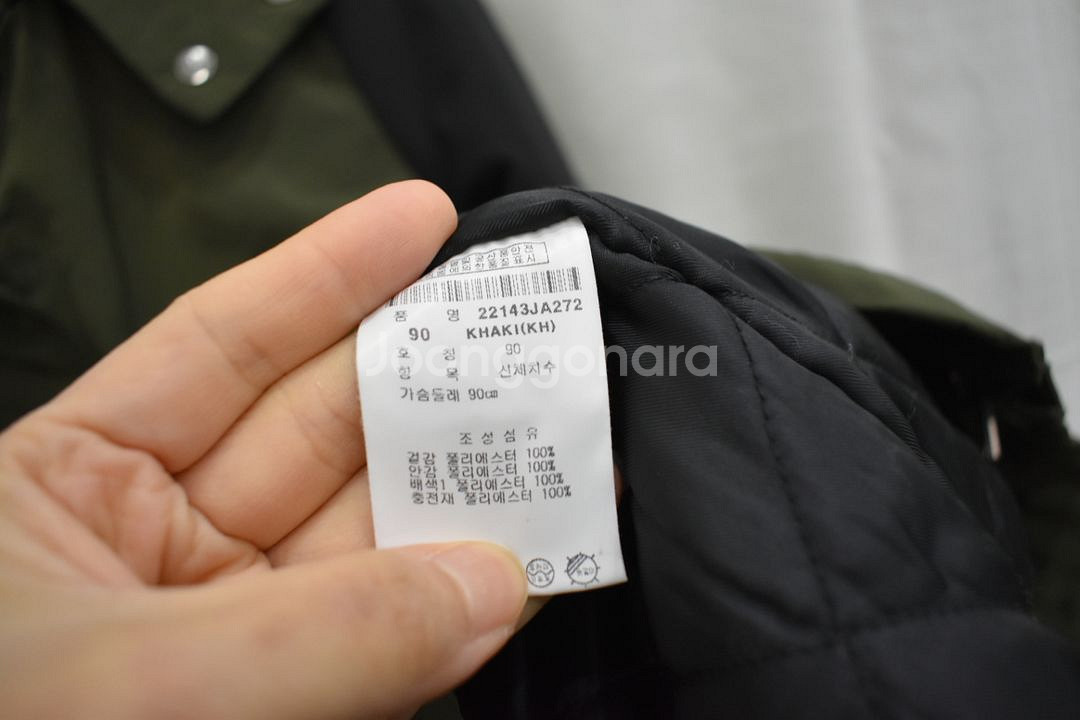 품 명 22143JA272
90 KHAKI(KH)
호 칭 90
항 목 신체치수
가슴둘레 90㎝
조성섬유
겉감 폴리에스터 100%
안감 폴리에스터 100%
배색1 폴리에스터 100%
충전재 폴리에스터 100%
Joonggonara